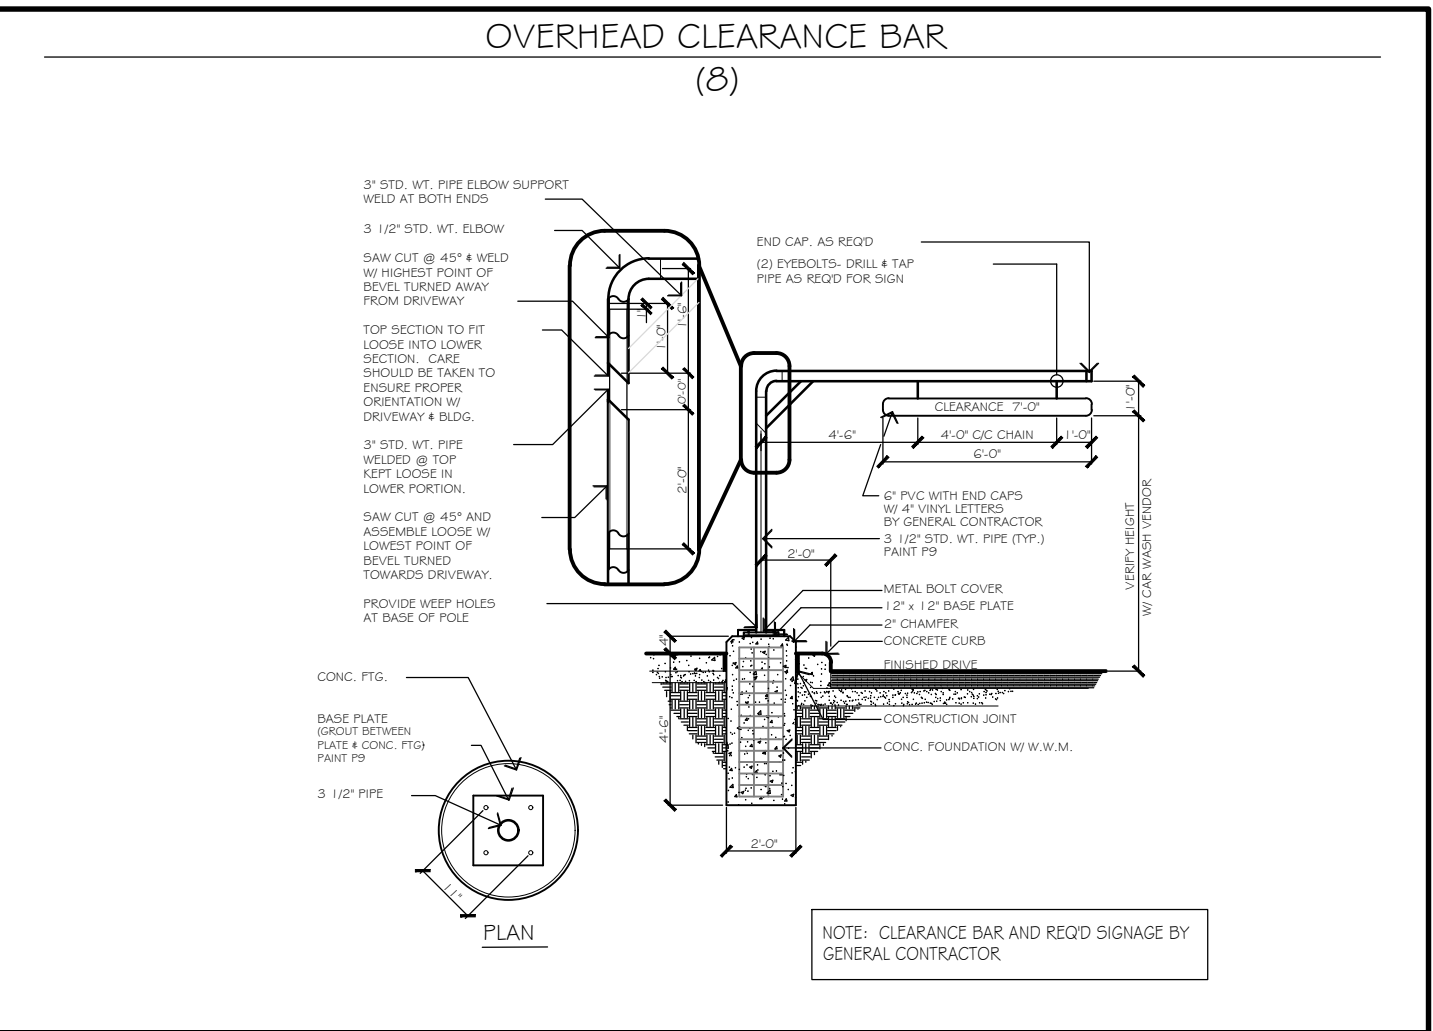 OVERHEAD CLEARANCE BAR
(8)
3" STD. WT. PIPE ELBOW SUPPORT
WELD AT BOTH ENDS
3 1/2" STD. WT. ELBOW
SAW CUT @ 45° & WELD
W/ HIGHEST POINT OF
BEVEL TURNED AWAY
FROM DRIVEWAY
TOP SECTION TO FIT
LOOSE INTO LOWER
SECTION. CARE
SHOULD BE TAKEN TO
ENSURE PROPER
ORIENTATION W/
DRIVEWAY & BLDG.
3" STD. WT. PIPE
WELDED @ TOP
KEPT LOOSE IN
LOWER PORTION.
SAW CUT @ 45° AND
ASSEMBLE LOOSE W/
LOWEST POINT OF
BEVEL TURNED
TOWARDS DRIVEWAY.
PROVIDE WEEP HOLES
AT BASE OF POLE
1"
1'-0"
1'-6"
0'-0"
2'-0"
END CAP. AS REQ'D
(2) EYEBOLTS- DRILL & TAP
PIPE AS REQ'D FOR SIGN
CLEARANCE 7'-0"
1'-0"
4'-6"
4'-0" C/C CHAIN
1'-0"
6'-0"
6" PVC WITH END CAPS
W/ 4" VINYL LETTERS
BY GENERAL CONTRACTOR
3 1/2" STD. WT. PIPE (TYP.)
PAINT P9
VERIFY HEIGHT
W/ CAR WASH VENDOR
2'-0"
METAL BOLT COVER
12" x 12" BASE PLATE
2" CHAMFER
CONCRETE CURB
FINISHED DRIVE
CONSTRUCTION JOINT
CONC. FOUNDATION W/ W.W.M.
4"
4'-6"
2'-0"
CONC. FTG.
BASE PLATE
(GROUT BETWEEN
PLATE & CONC. FTG)
PAINT P9
3 1/2" PIPE
11"
PLAN
NOTE: CLEARANCE BAR AND REQ'D SIGNAGE BY
GENERAL CONTRACTOR